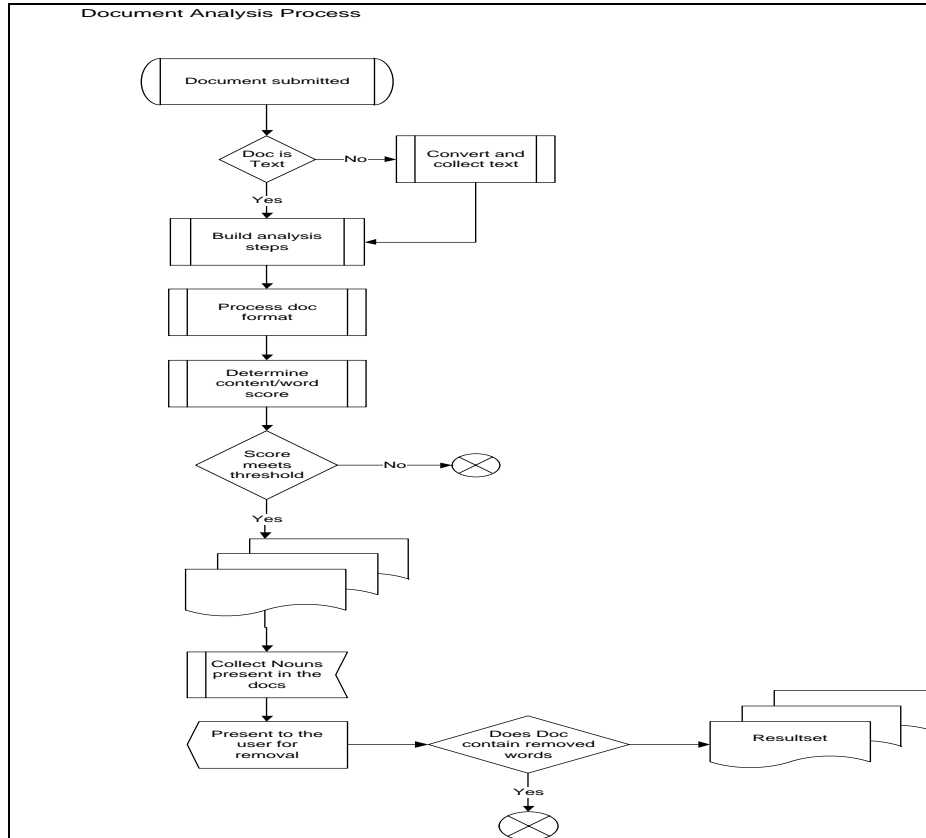 Document Analysis Process
Document submitted
Doc is
Text
No
Convert and
collect text
Yes
Build analysis
steps
Process doc
format
Determine
content/word
score
Score
meets
threshold
No
Yes
Collect Nouns
present in the
docs
Present to the
user for
removal
Does Doc
contain removed
words
Resultset
Yes